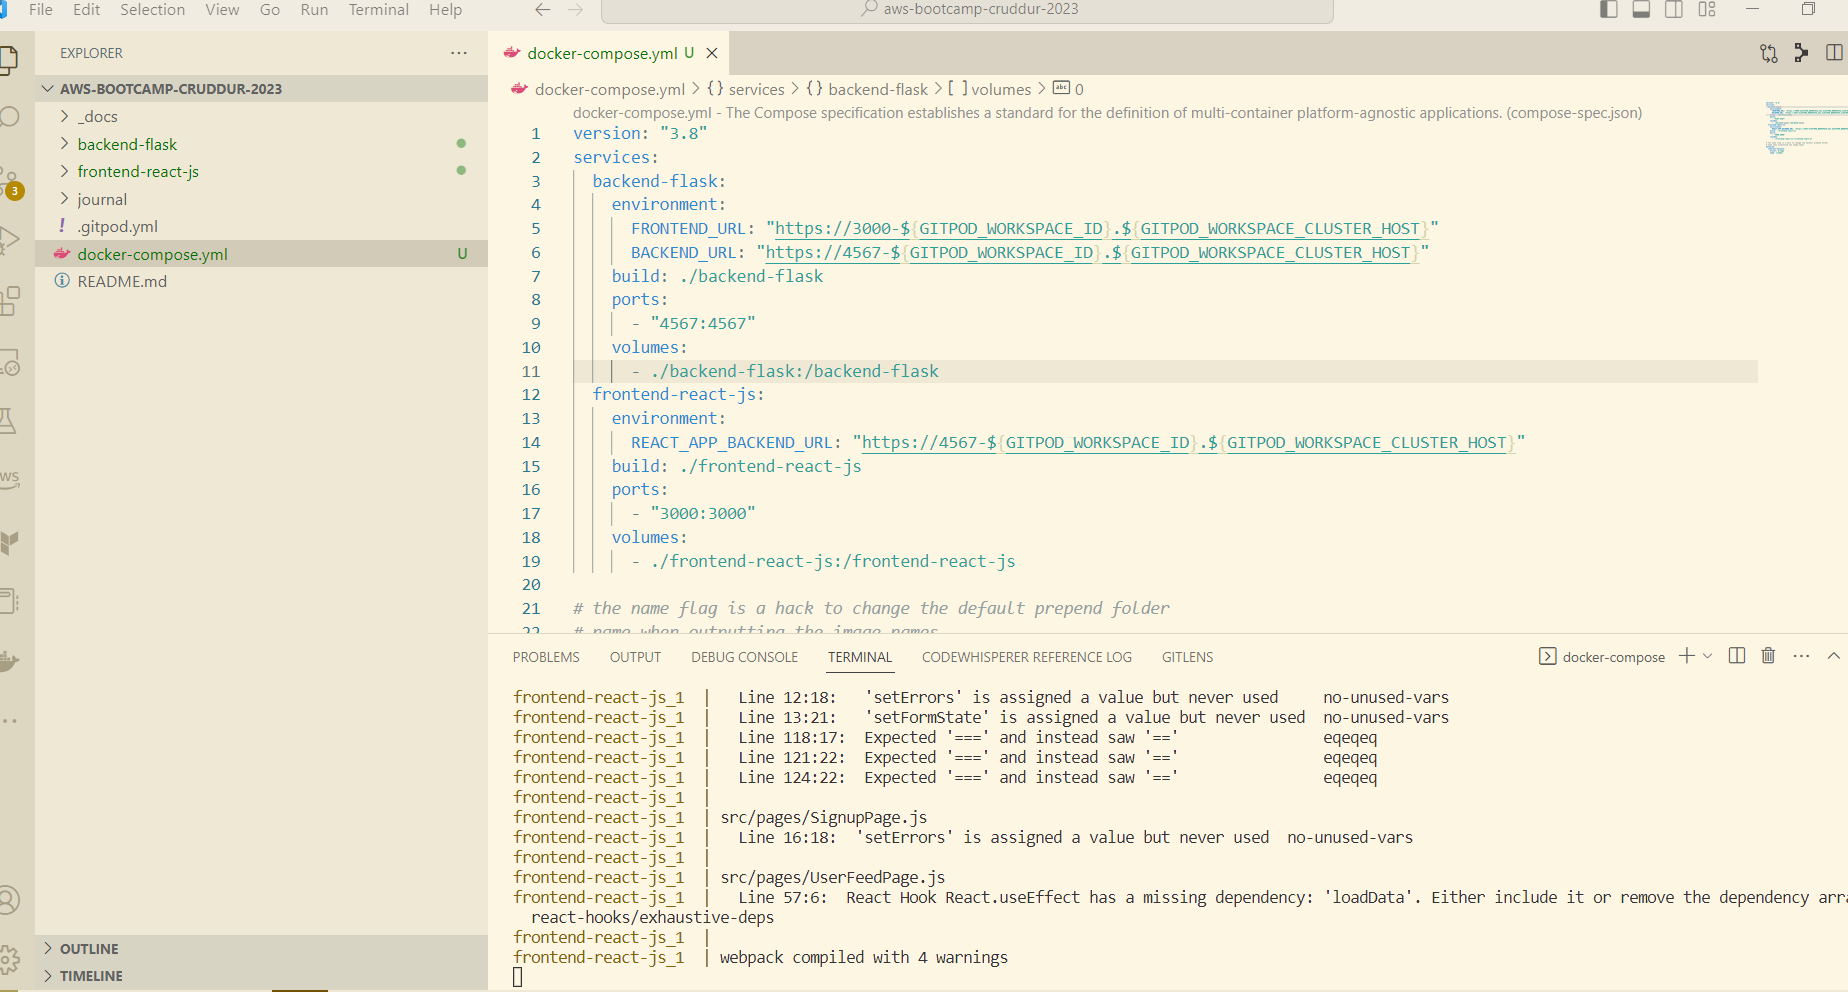 File Edit Selection View Go Run Terminal Help
aws-bootcamp-cruddur-2023
EXPLORER
AWS-BOOTCAMP-CRUDDUR-2023
_docs
backend-flask
frontend-react-js
journal
! .gitpod.yml
docker-compose.yml U
README.md
OUTLINE
TIMELINE
3
WS
docker-compose.yml U
docker-compose.yml > {} services > {} backend-flask > [ ] volumes > abc 0
docker-compose.yml - The Compose specification establishes a standard for the definition of multi-container platform-agnostic applications. (compose-spec.json)
1 version: "3.8"
2 services:
3 backend-flask:
4 environment:
5 FRONTEND_URL: "https://3000-${GITPOD_WORKSPACE_ID}.${GITPOD_WORKSPACE_CLUSTER_HOST}"
6 BACKEND_URL: "https://4567-${GITPOD_WORKSPACE_ID}.${GITPOD_WORKSPACE_CLUSTER_HOST}"
7 build: ./backend-flask
8 ports:
9 - "4567:4567"
10 volumes:
11 - ./backend-flask:/backend-flask
12 frontend-react-js:
13 environment:
14 REACT_APP_BACKEND_URL: "https://4567-${GITPOD_WORKSPACE_ID}.${GITPOD_WORKSPACE_CLUSTER_HOST}"
15 build: ./frontend-react-js
16 ports:
17 - "3000:3000"
18 volumes:
19 - ./frontend-react-js:/frontend-react-js
20
21 # the name flag is a hack to change the default prepend folder
22 # name when outputting the image names
PROBLEMS OUTPUT DEBUG CONSOLE TERMINAL CODEWHISPERER REFERENCE LOG GITLENS docker-compose
frontend-react-js_1 | Line 12:18: 'setErrors' is assigned a value but never used no-unused-vars
frontend-react-js_1 | Line 13:21: 'setFormState' is assigned a value but never used no-unused-vars
frontend-react-js_1 | Line 118:17: Expected '===' and instead saw '==' eqeqeq
frontend-react-js_1 | Line 121:22: Expected '===' and instead saw '==' eqeqeq
frontend-react-js_1 | Line 124:22: Expected '===' and instead saw '==' eqeqeq
frontend-react-js_1 |
frontend-react-js_1 | src/pages/SignupPage.js
frontend-react-js_1 | Line 16:18: 'setErrors' is assigned a value but never used no-unused-vars
frontend-react-js_1 |
frontend-react-js_1 | src/pages/UserFeedPage.js
frontend-react-js_1 | Line 57:6: React Hook React.useEffect has a missing dependency: 'loadData'. Either include it or remove the dependency arra
react-hooks/exhaustive-deps
frontend-react-js_1 |
frontend-react-js_1 | webpack compiled with 4 warnings